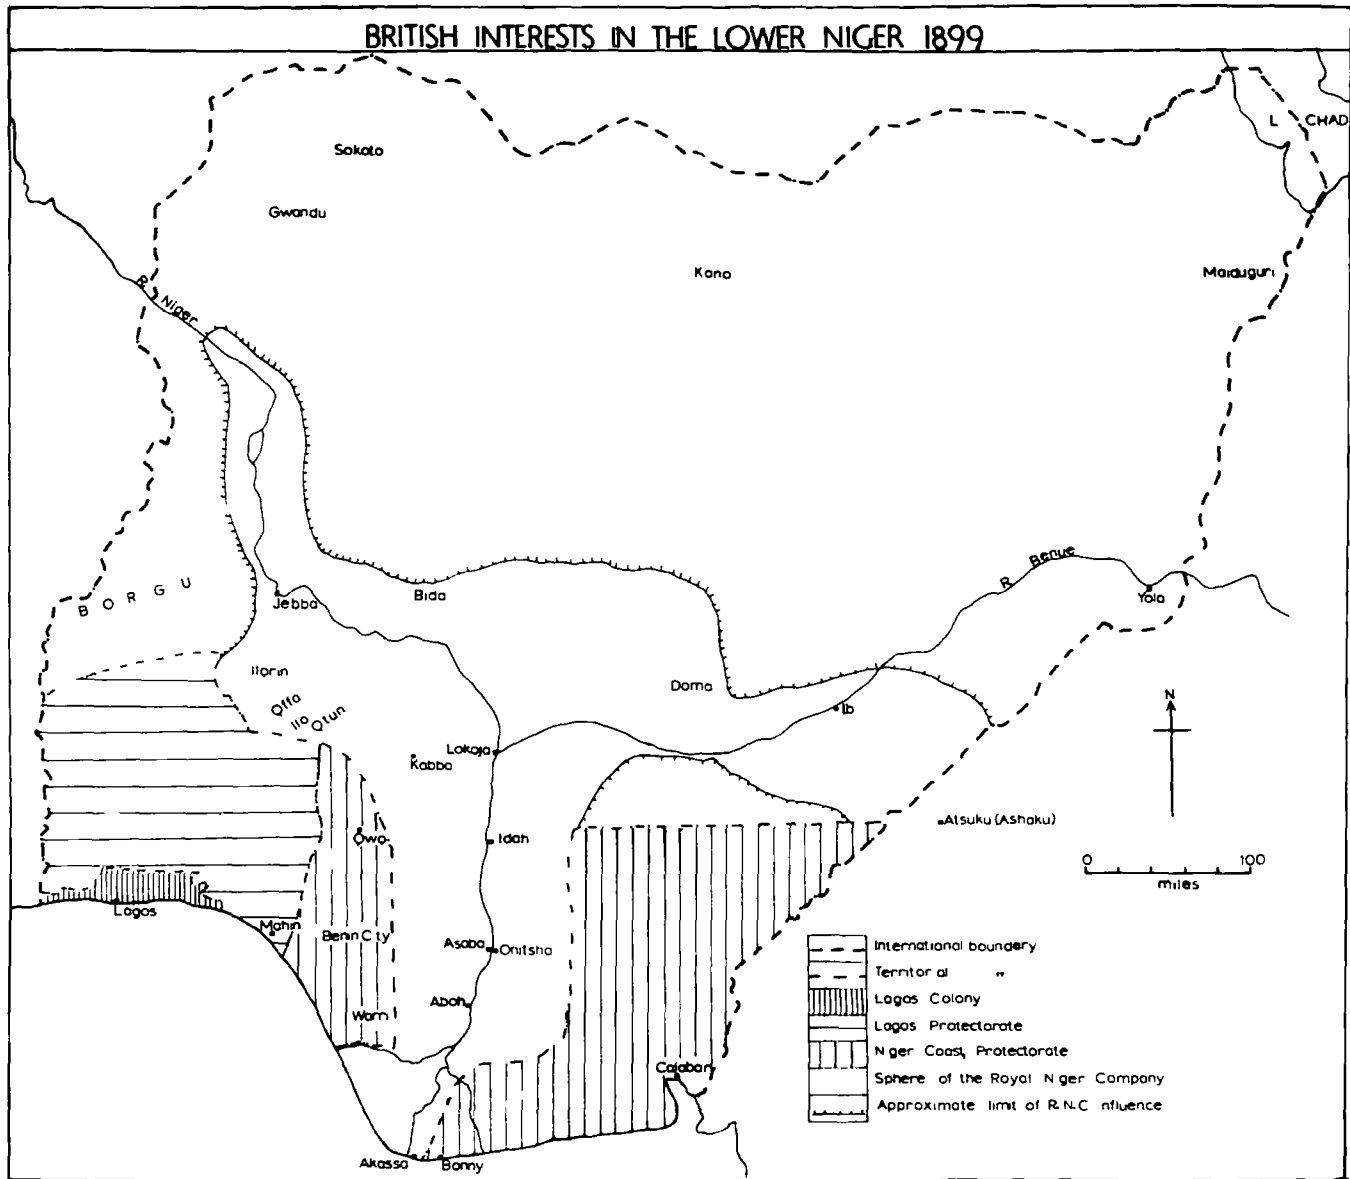 BRITISH INTERESTS IN THE LOWER NIGER 1899
L CHAD
Sokoto
Gwandu
Kano
Maiduguri
R. Niger
R Benue
BORGU
Jebba
Bida
Yola
Ilorin
Offa
Ilo
Otun
Doma
Ib
Lokoja
Kabba
Atsuku (Ashaku)
Owo
Idah
N
0 100
miles
Lagos
Mahin
Benin City
Asaba
Onitsha
Warri
Aboh
Calabar
Akassa
Bonny
International boundary
Territorial "
Lagos Colony
Lagos Protectorate
Niger Coast Protectorate
Sphere of the Royal Niger Company
Approximate limit of R.N.C nfluence